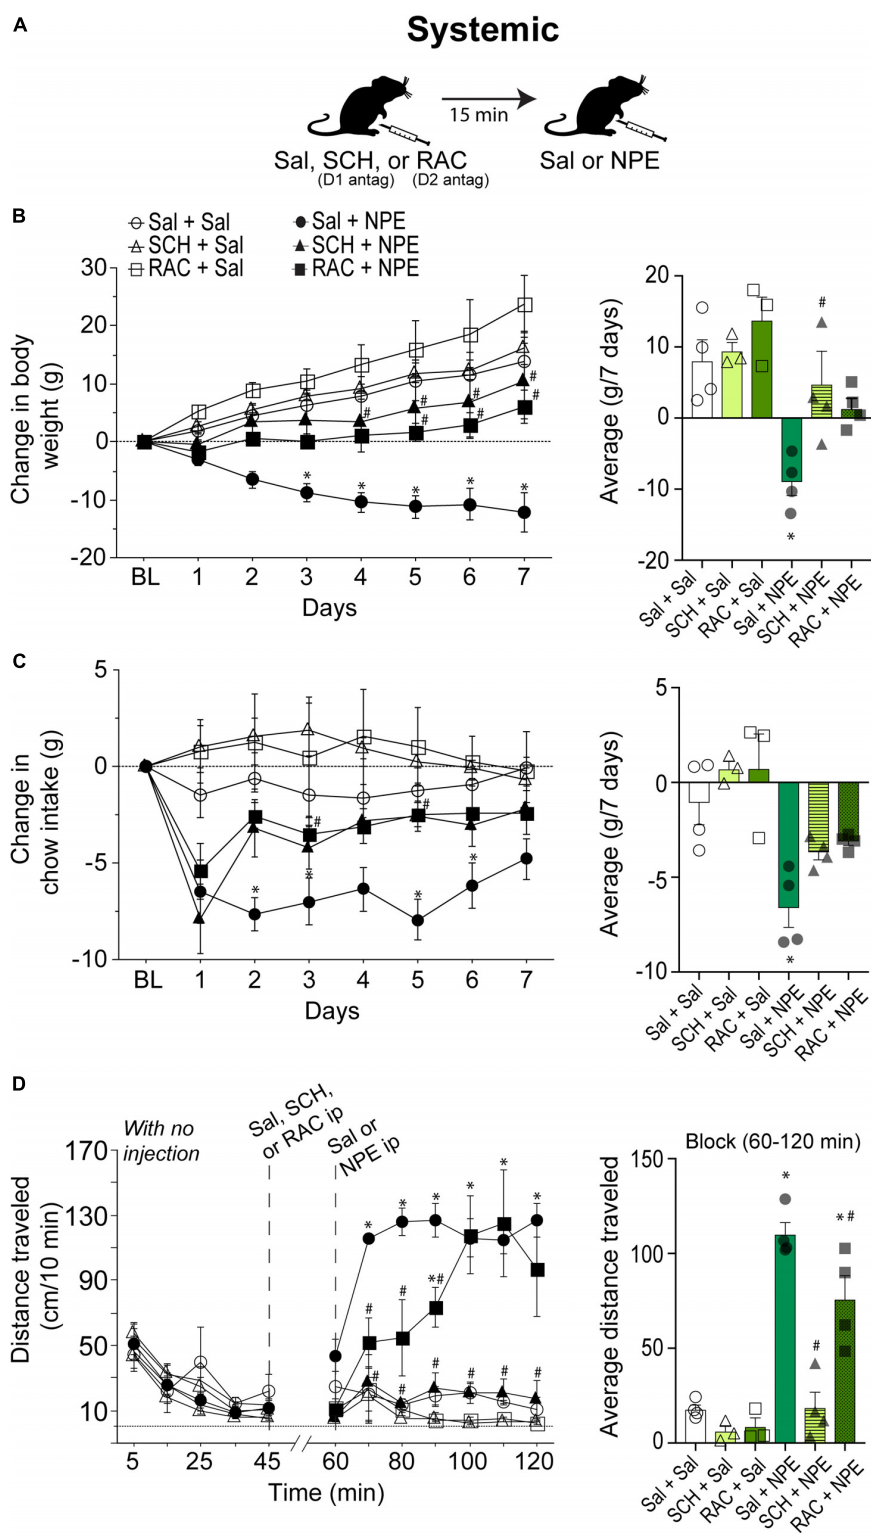 A
Systemic
15 min
Sal, SCH, or RAC
(D1 antag) (D2 antag)
Sal or NPE
B
Sal + Sal
Sal + NPE
SCH + Sal
SCH + NPE
RAC + Sal
RAC + NPE
Change in body
weight (g)
30
20
10
0
-10
-20
#
#
#
#
#
#
#
*
*
*
*
*
BL 1 2 3 4 5 6 7
Days
Average (g/7 days)
20
10
0
-10
-20
#
*
Sal + Sal
SCH + Sal
RAC + Sal
Sal + NPE
SCH + NPE
RAC + NPE
C
Change in
chow intake (g)
5
0
-5
-10
#
#
*
*
*
*
BL 1 2 3 4 5 6 7
Days
Average (g/7 days)
5
0
-5
-10
*
Sal + Sal
SCH + Sal
RAC + Sal
Sal + NPE
SCH + NPE
RAC + NPE
D
With no
injection
Sal, SCH,
or RAC ip
Sal or
NPE ip
Distance traveled
(cm/10 min)
170
130
90
50
10
*
*
*
*
*
*
#
#
*#
#
#
#
#
#
#
5 25 45 60 80 100 120
Time (min)
Block (60-120 min)
Average distance traveled
150
100
50
0
*
#
* #
Sal + Sal
SCH + Sal
RAC + Sal
Sal + NPE
SCH + NPE
RAC + NPE